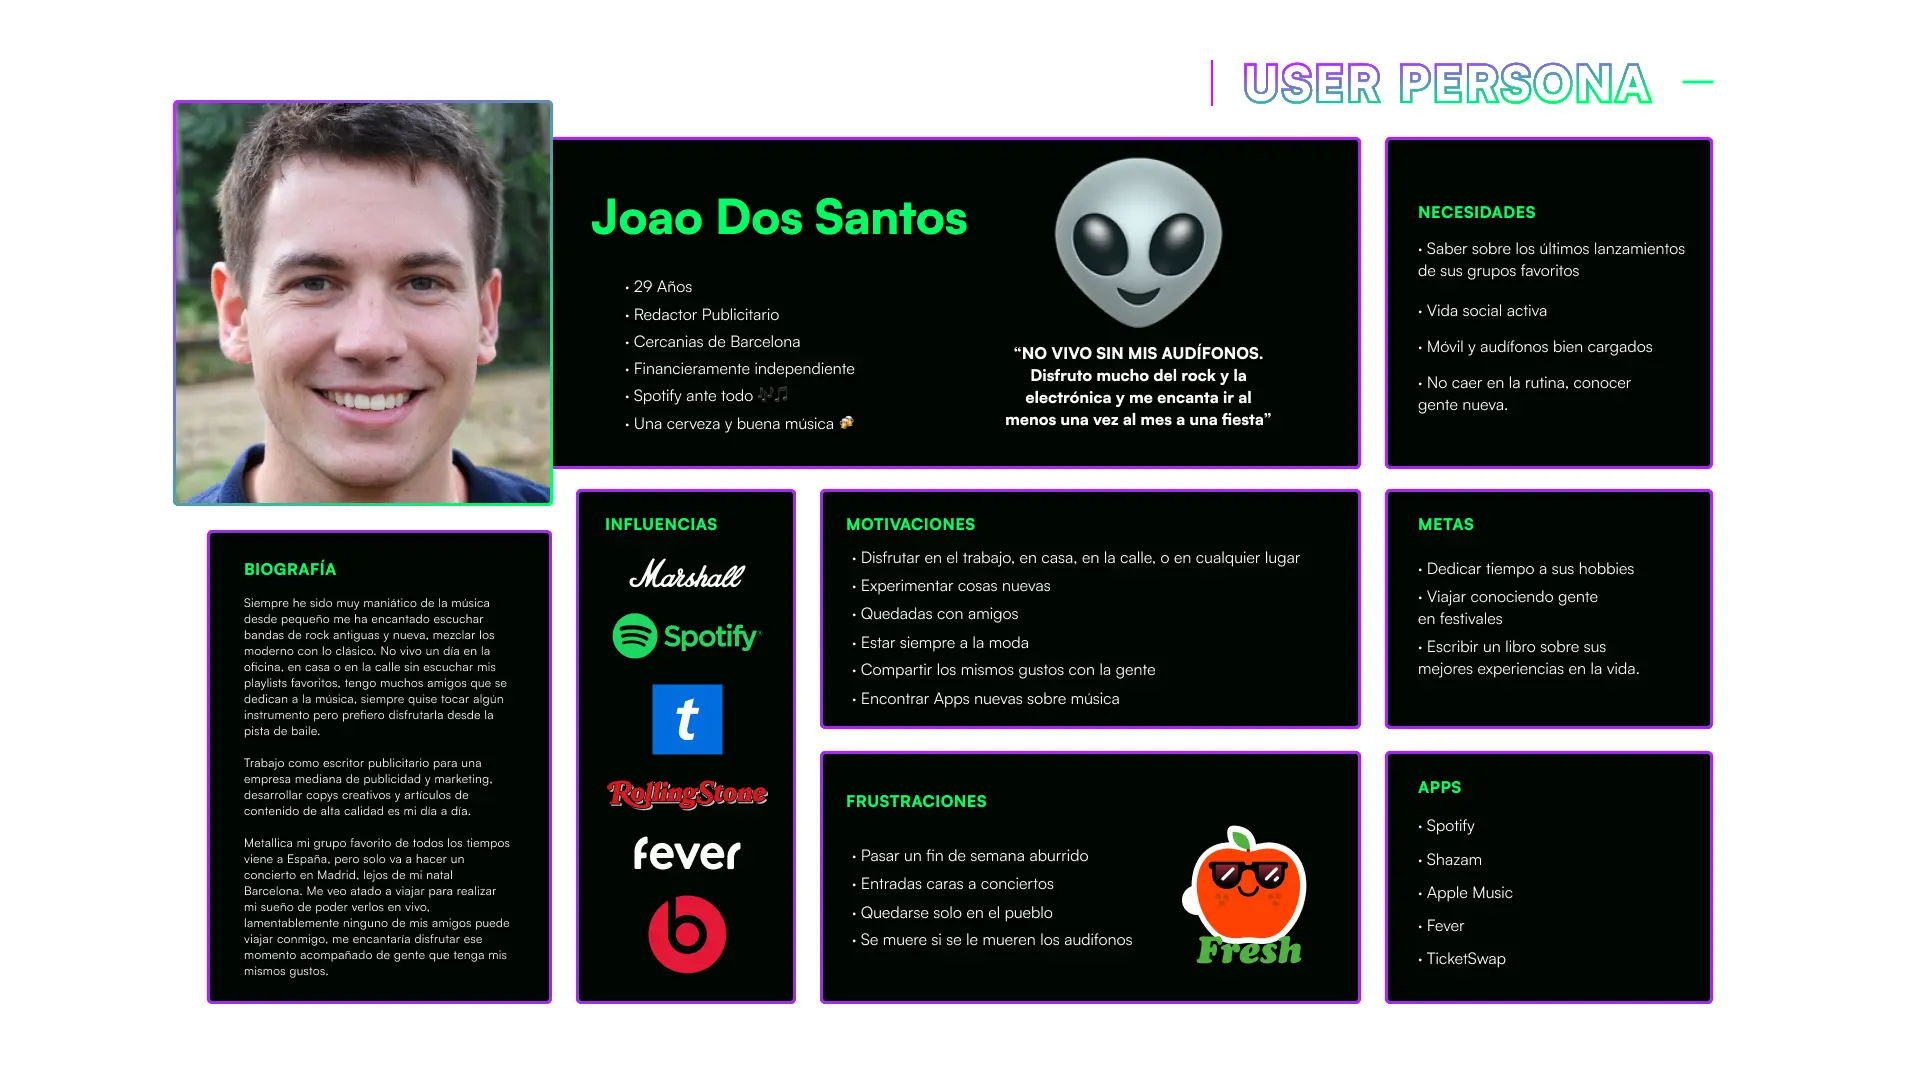 USER PERSONA
Joao Dos Santos
· 29 Años
· Redactor Publicitario
· Cercanias de Barcelona
· Financieramente independiente
· Spotify ante todo 🎶🎵
· Una cerveza y buena música 🍻
“NO VIVO SIN MIS AUDÍFONOS.
Disfruto mucho del rock y la
electrónica y me encanta ir al
menos una vez al mes a una fiesta”
NECESIDADES
· Saber sobre los últimos lanzamientos
de sus grupos favoritos
· Vida social activa
· Móvil y audífonos bien cargados
· No caer en la rutina, conocer
gente nueva.
BIOGRAFÍA
Siempre he sido muy maniático de la música
desde pequeño me ha encantado escuchar
bandas de rock antiguas y nueva, mezclar los
moderno con lo clásico. No vivo un día en la
oficina, en casa o en la calle sin escuchar mis
playlists favoritos, tengo muchos amigos que se
dedican a la música, siempre quise tocar algún
instrumento pero prefiero disfrutarla desde la
pista de baile.
Trabajo como escritor publicitario para una
empresa mediana de publicidad y marketing,
desarrollar copys creativos y artículos de
contenido de alta calidad es mi día a día.
Metallica mi grupo favorito de todos los tiempos
viene a España, pero solo va a hacer un
concierto en Madrid, lejos de mi natal
Barcelona. Me veo atado a viajar para realizar
mi sueño de poder verlos en vivo,
lamentablemente ninguno de mis amigos puede
viajar conmigo, me encantaría disfrutar ese
momento acompañado de gente que tenga mis
mismos gustos.
INFLUENCIAS
Marshall
Spotify
t
RollingStone
fever
b
MOTIVACIONES
· Disfrutar en el trabajo, en casa, en la calle, o en cualquier lugar
· Experimentar cosas nuevas
· Quedadas con amigos
· Estar siempre a la moda
· Compartir los mismos gustos con la gente
· Encontrar Apps nuevas sobre música
METAS
· Dedicar tiempo a sus hobbies
· Viajar conociendo gente
en festivales
· Escribir un libro sobre sus
mejores experiencias en la vida.
FRUSTRACIONES
· Pasar un fin de semana aburrido
· Entradas caras a conciertos
· Quedarse solo en el pueblo
· Se muere si se le mueren los audifonos
Fresh
APPS
· Spotify
· Shazam
· Apple Music
· Fever
· TicketSwap